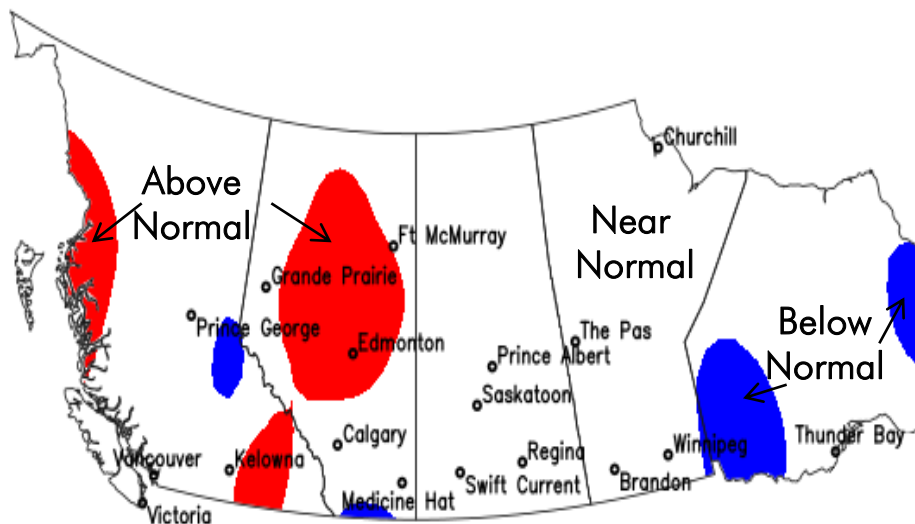 Churchill
Above
Normal
Near
Normal
Ft McMurray
Grande Prairie
Prince George
Edmonton
The Pas
Below
Normal
Prince Albert
Saskatoon
Calgary
Vancouver
Kelowna
Regina
Winnipeg
Thunder Bay
Medicine Hat
Swift Current
Brandon
Victoria